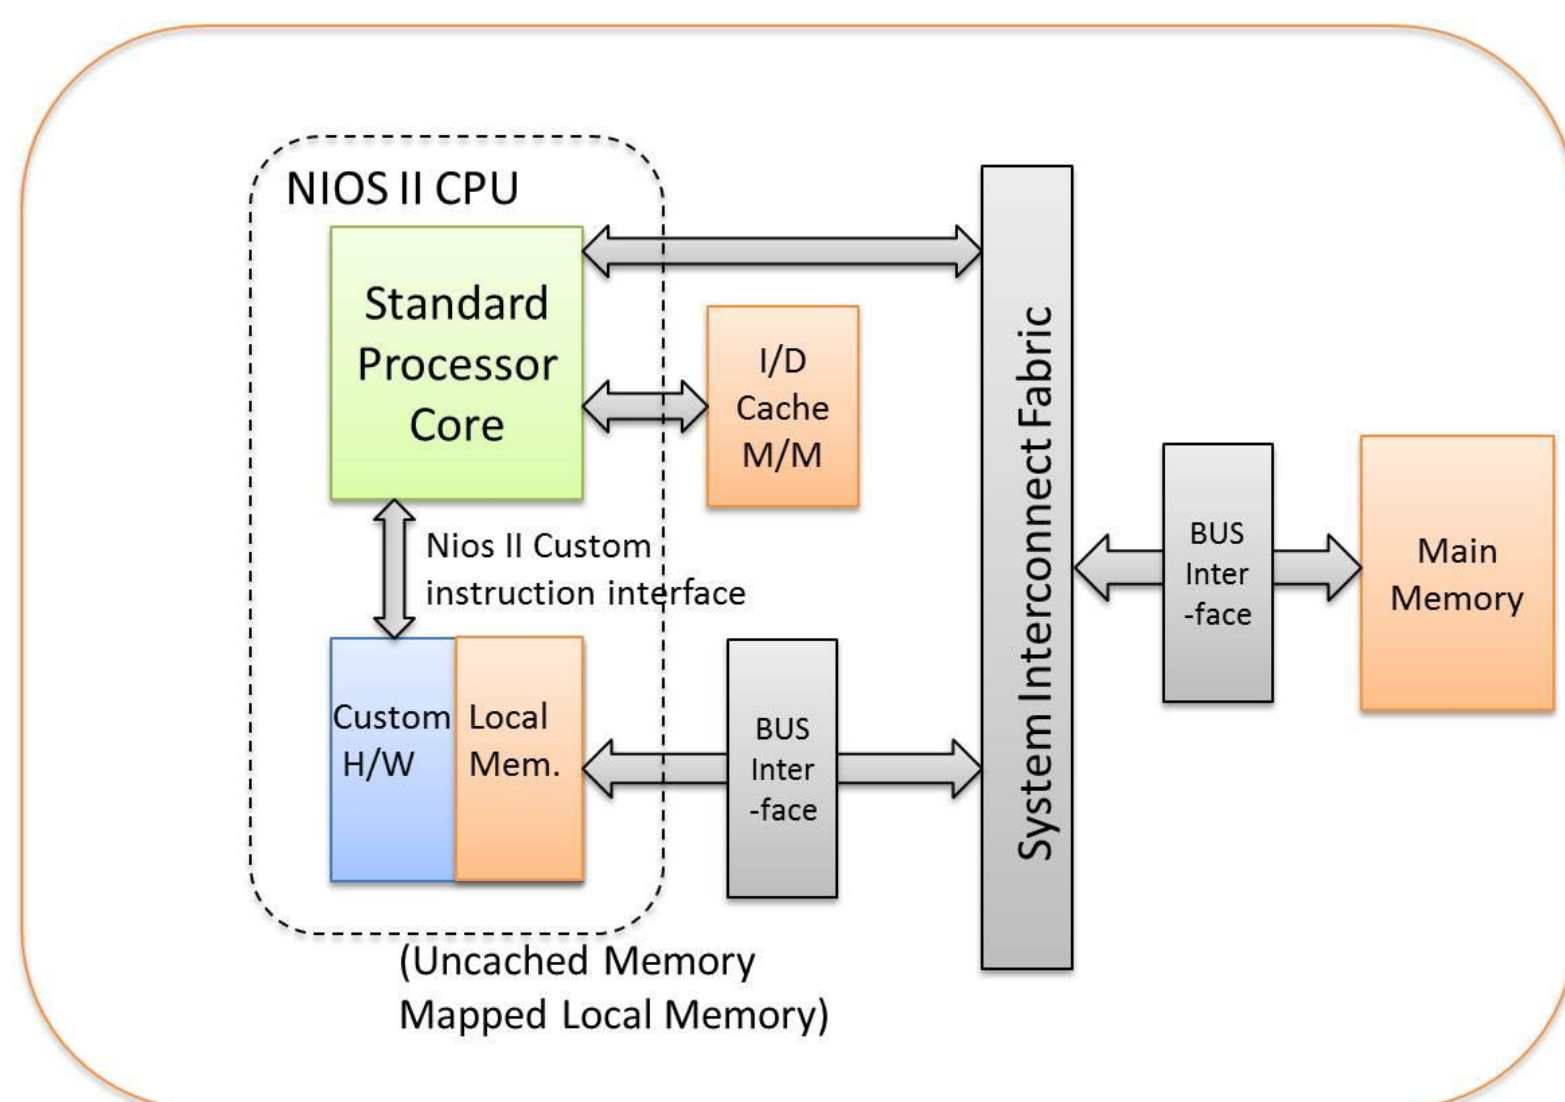 NIOS II CPU
Standard
Processor
Core
I/D
Cache
M/M
Nios II Custom
instruction interface
Custom
H/W
Local
Mem.
BUS
Inter
-face
System Interconnect Fabric
BUS
Inter
-face
Main
Memory
(Uncached Memory
Mapped Local Memory)